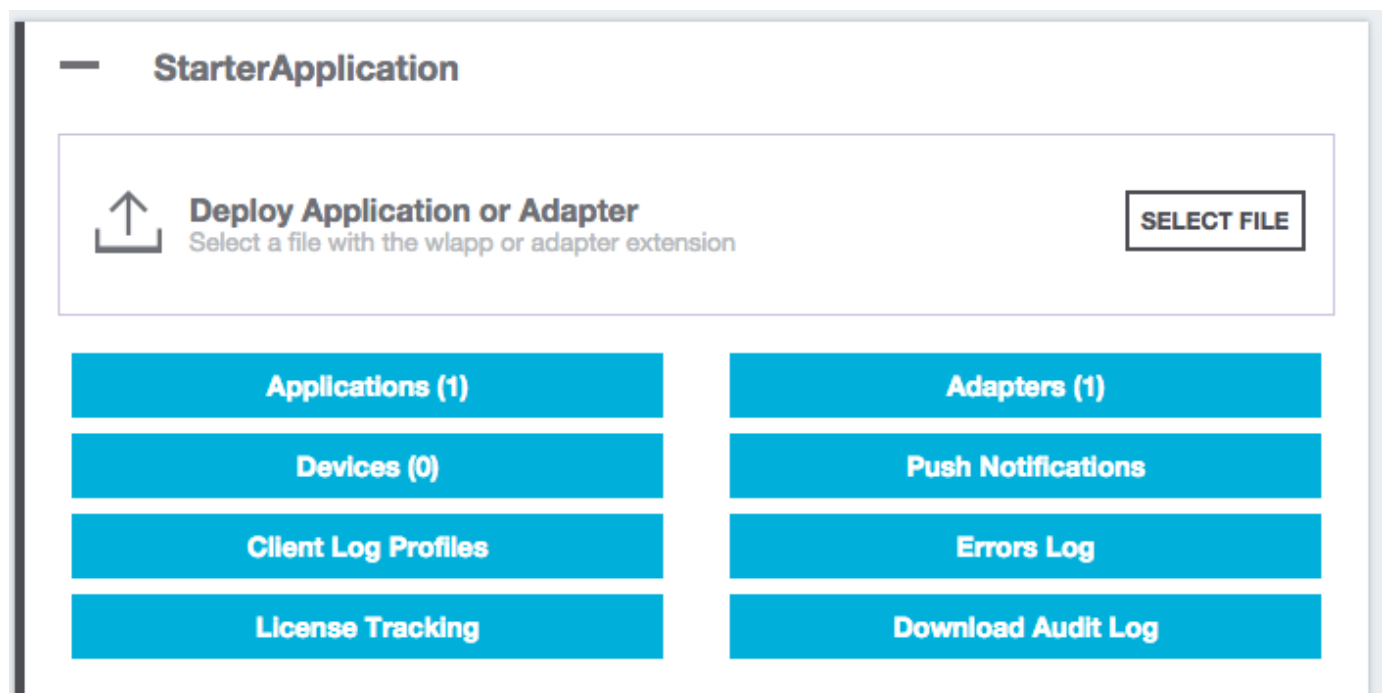 StarterApplication
Deploy Application or Adapter
Select a file with the wlapp or adapter extension
SELECT FILE
Applications (1)
Adapters (1)
Devices (0)
Push Notifications
Client Log Profiles
Errors Log
License Tracking
Download Audit Log